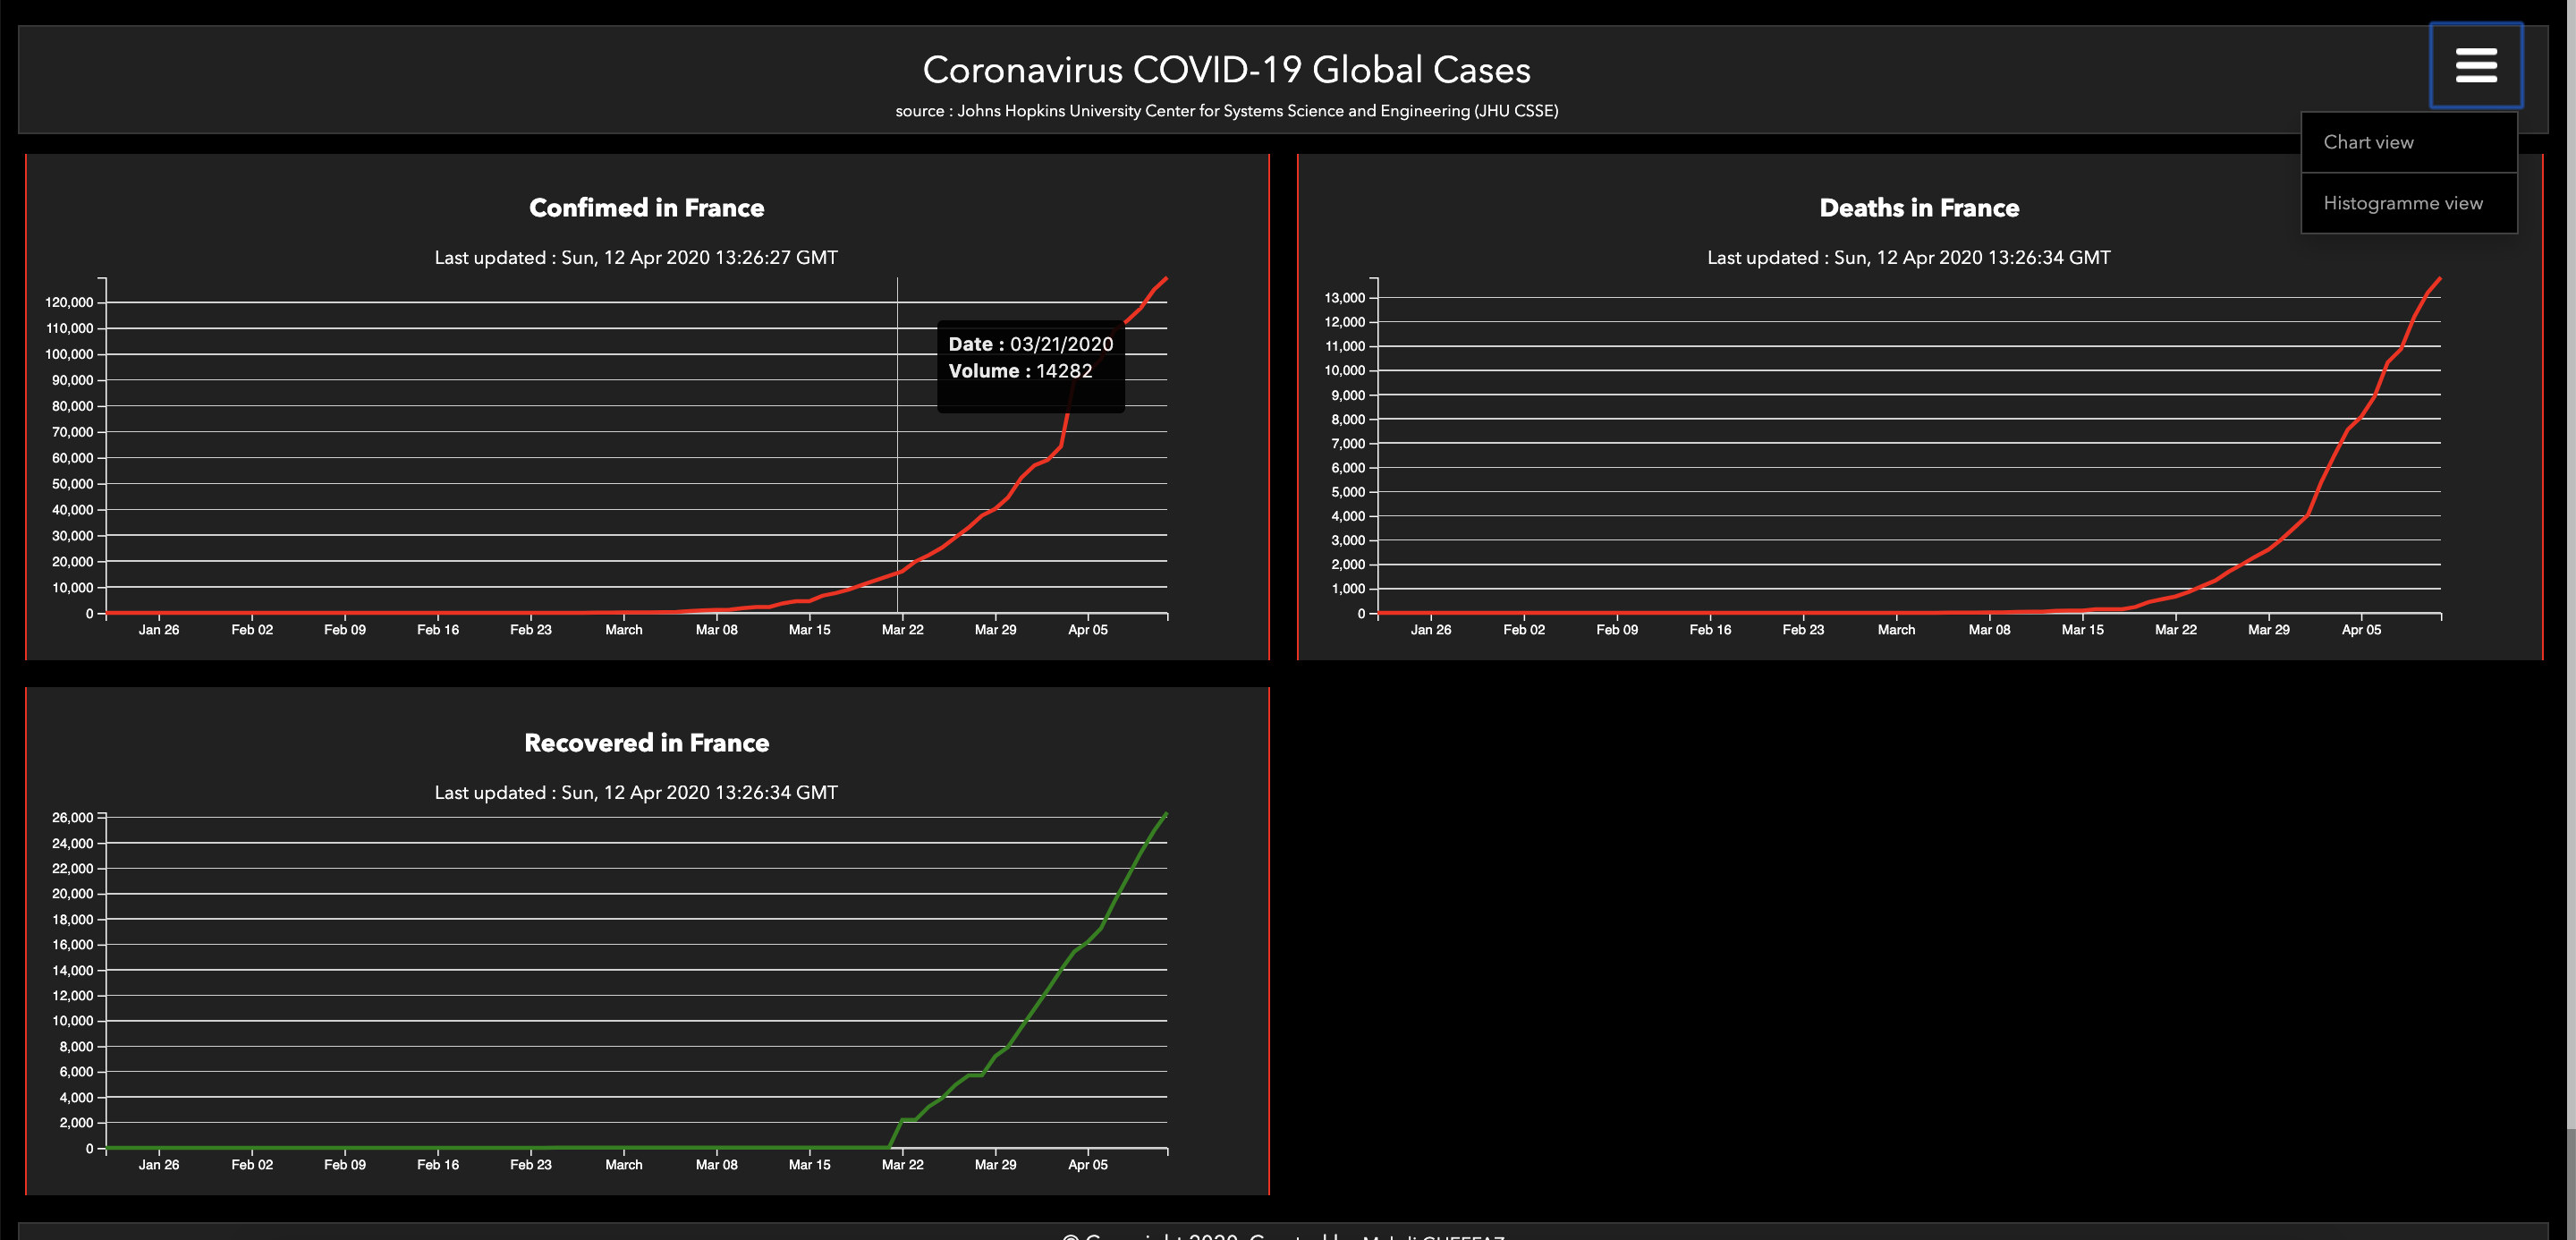 Coronavirus COVID-19 Global Cases
source : Johns Hopkins University Center for Systems Science and Engineering (JHU CSSE)
Chart view
Histogramme view
Confimed in France
Last updated : Sun, 12 Apr 2020 13:26:27 GMT
120,000
110,000
100,000
90,000
80,000
70,000
60,000
50,000
40,000
30,000
20,000
10,000
0
Jan 26 Feb 02 Feb 09 Feb 16 Feb 23 March Mar 08 Mar 15 Mar 22 Mar 29 Apr 05
Date : 03/21/2020
Volume : 14282
Deaths in France
Last updated : Sun, 12 Apr 2020 13:26:34 GMT
13,000
12,000
11,000
10,000
9,000
8,000
7,000
6,000
5,000
4,000
3,000
2,000
1,000
0
Jan 26 Feb 02 Feb 09 Feb 16 Feb 23 March Mar 08 Mar 15 Mar 22 Mar 29 Apr 05
Recovered in France
Last updated : Sun, 12 Apr 2020 13:26:34 GMT
26,000
24,000
22,000
20,000
18,000
16,000
14,000
12,000
10,000
8,000
6,000
4,000
2,000
0
Jan 26 Feb 02 Feb 09 Feb 16 Feb 23 March Mar 08 Mar 15 Mar 22 Mar 29 Apr 05
© Copyright 2020. Created by Mehdi